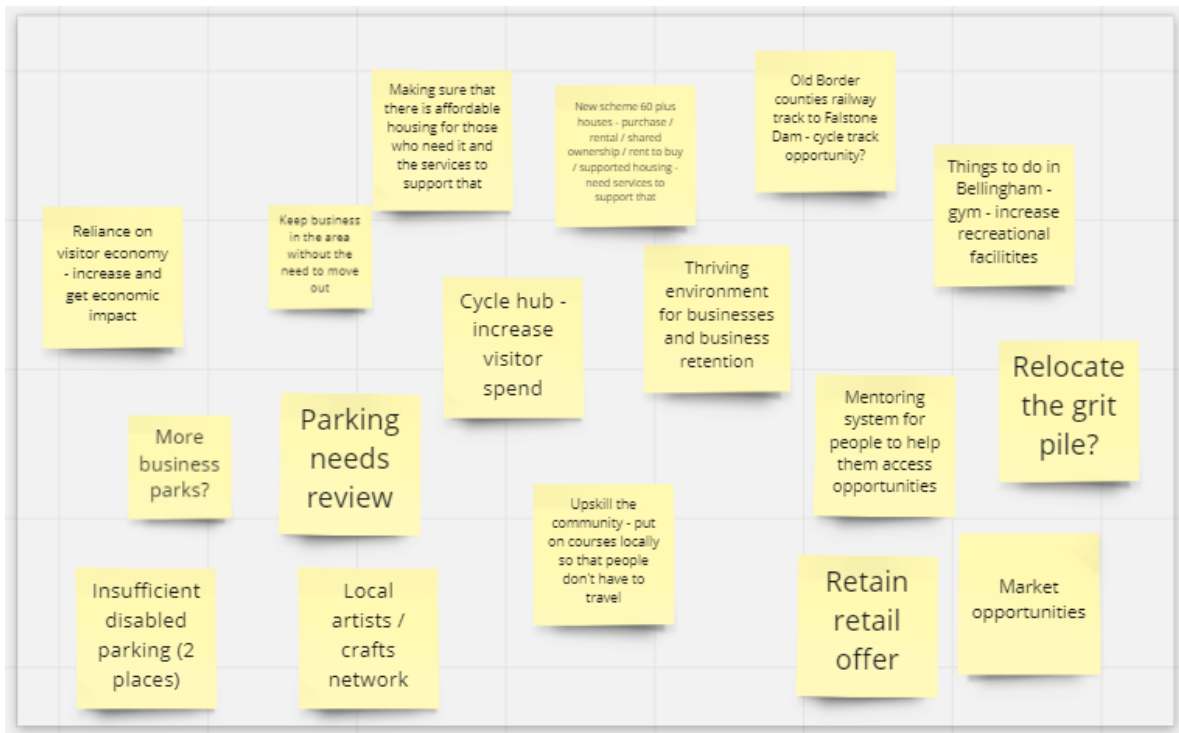 Making sure that
there is affordable
housing for those
who need it and
the services to
support that
New scheme 60 plus
houses - purchase /
rental / shared
ownership / rent to buy
/ supported housing -
need services to
support that
Old Border
counties railway
track to Falstone
Dam - cycle track
opportunity?
Things to do in
Bellingham -
gym - increase
recreational
facilitites
Reliance on
visitor economy
- increase and
get economic
impact
Keep business
in the area
without the
need to move
out
Cycle hub -
increase
visitor
spend
Thriving
environment
for businesses
and business
retention
Relocate
the grit
pile?
More
business
parks?
Parking
needs
review
Mentoring
system for
people to help
them access
opportunities
Upskill the
community - put
on courses locally
so that people
don't have to
travel
Insufficient
disabled
parking (2
places)
Local
artists /
crafts
network
Retain
retail
offer
Market
opportunities